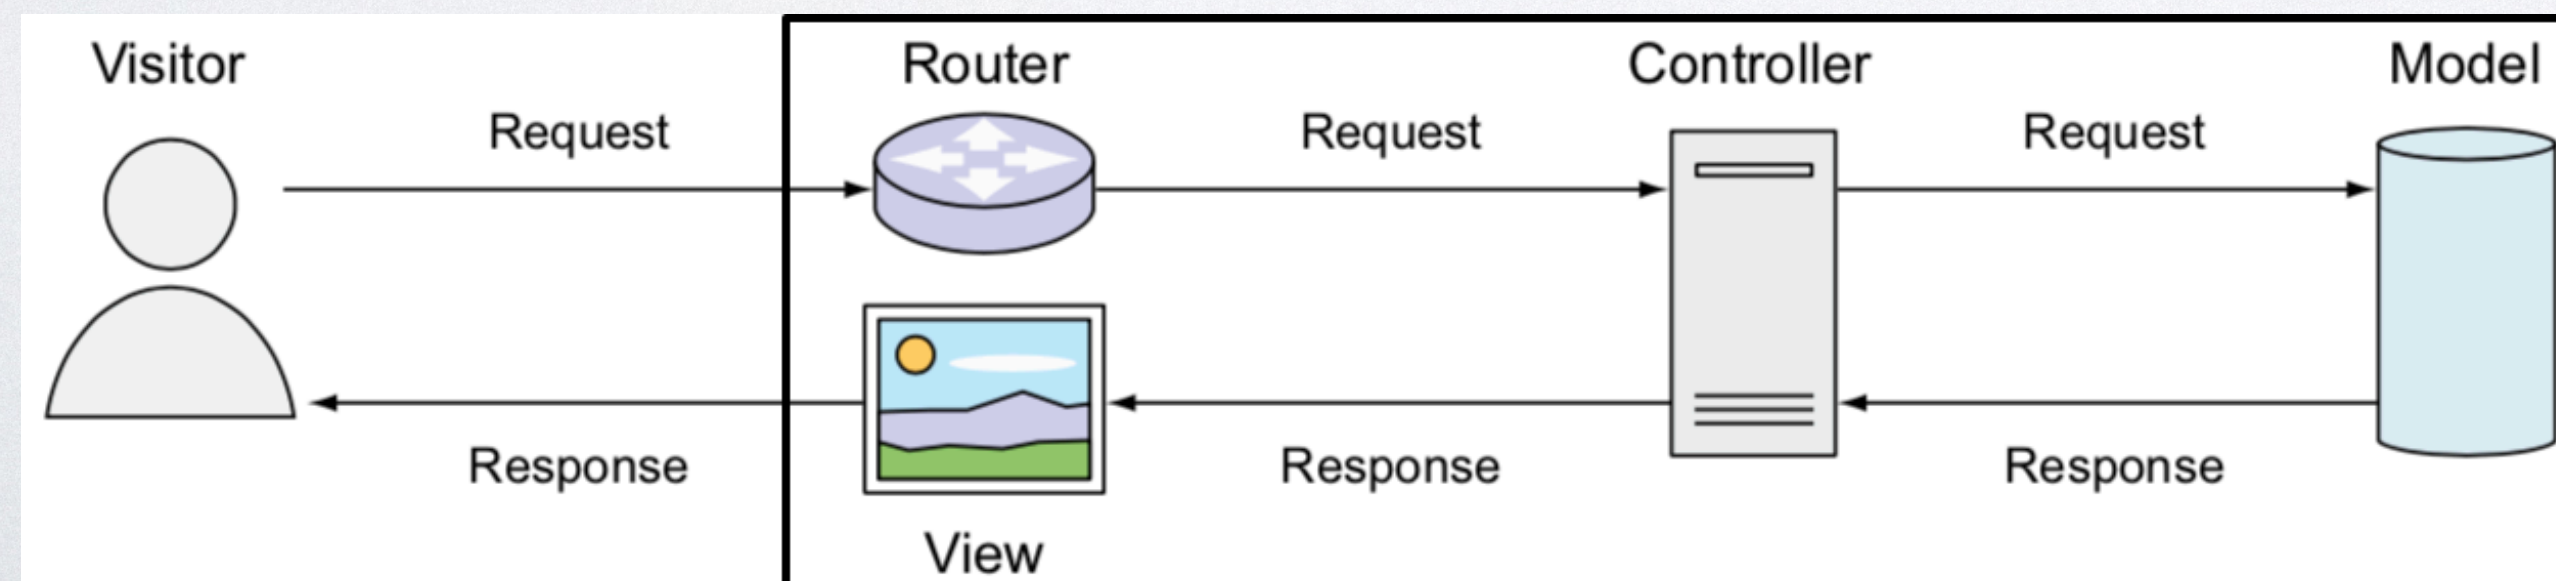 Visitor
Router
Controller
Model
Request
Request
Request
Response
Response
Response
View